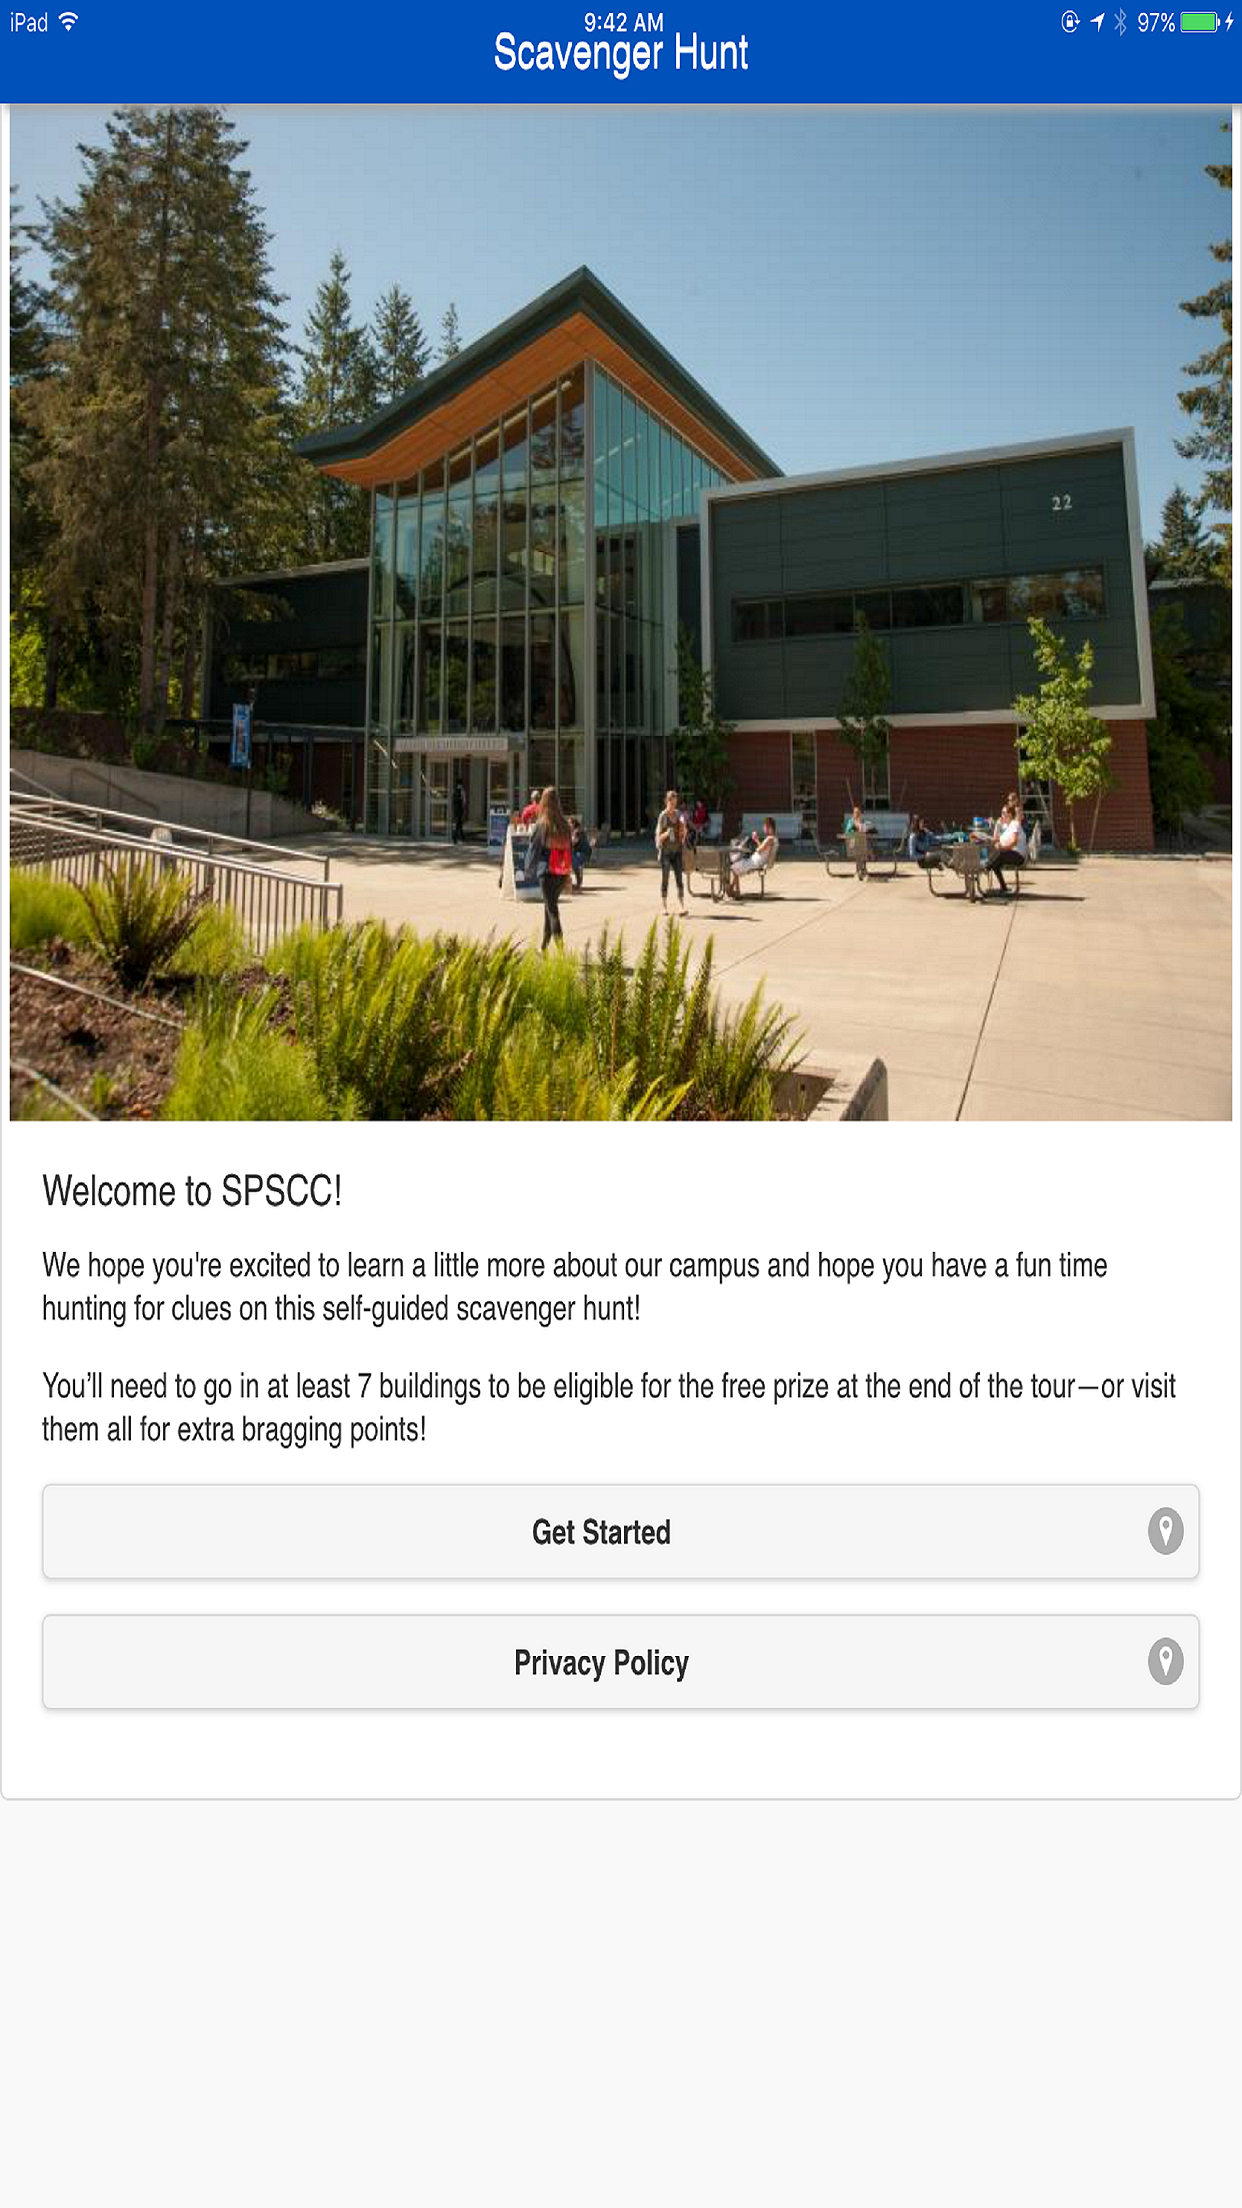 iPad
9:42 AM
97%
Scavenger Hunt
22
Welcome to SPSCC!
We hope you're excited to learn a little more about our campus and hope you have a fun time
hunting for clues on this self-guided scavenger hunt!
You’ll need to go in at least 7 buildings to be eligible for the free prize at the end of the tour—or visit
them all for extra bragging points!
Get Started
Privacy Policy